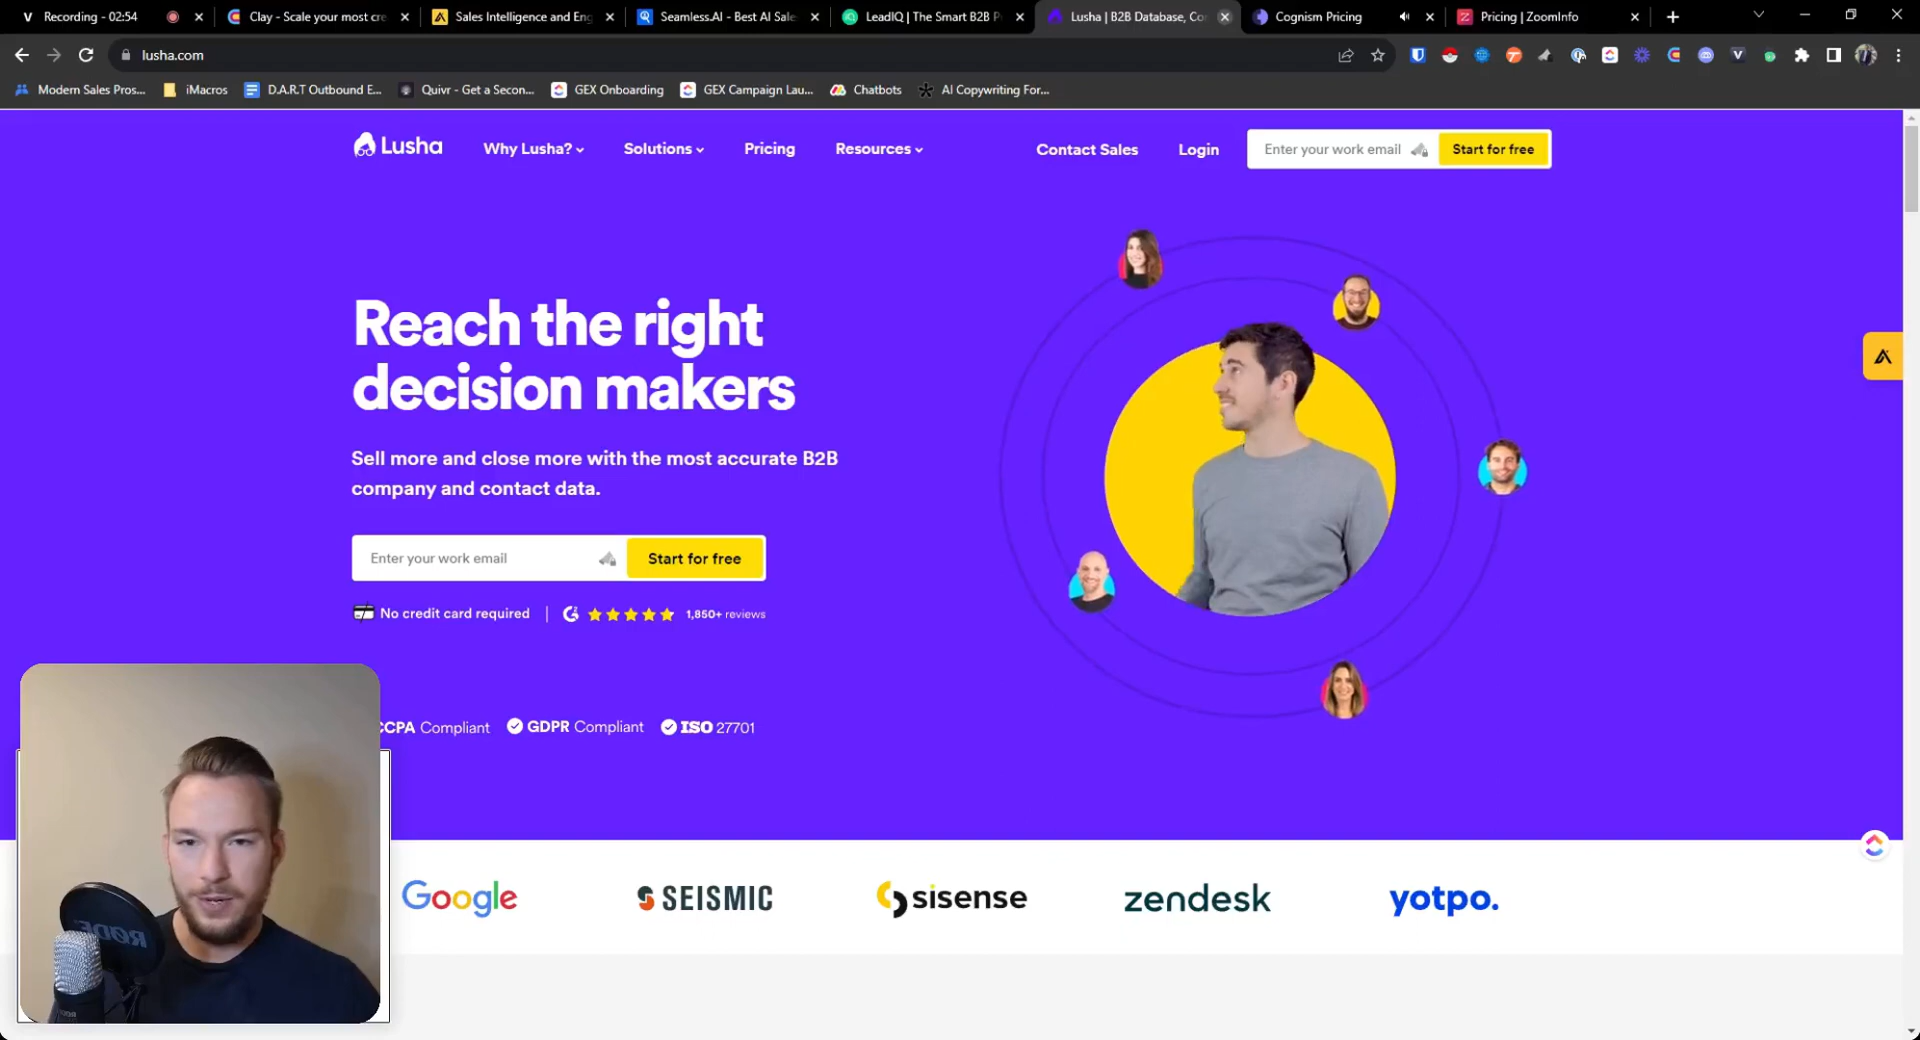 Recording - 02:54
Clay - Scale your most cre
Sales Intelligence and Eng
Seamless.AI - Best AI Sale
LeadIQ | The Smart B2B P
Lusha | B2B Database, Co
Cognism Pricing
Pricing | ZoomInfo
lusha.com
Modern Sales Pros...
iMacros
D.A.R.T Outbound E...
Quivr - Get a Secon...
GEX Onboarding
GEX Campaign Lau...
Chatbots
AI Copywriting For...
Lusha
Why Lusha?
Solutions
Pricing
Resources
Contact Sales
Login
Enter your work email
Start for free
Reach the right
decision makers
Sell more and close more with the most accurate B2B
company and contact data.
Enter your work email
Start for free
No credit card required | 1,850+ reviews
CCPA Compliant
GDPR Compliant
ISO 27701
Google
SEISMIC
sisense
zendesk
yotpo.
RØDE